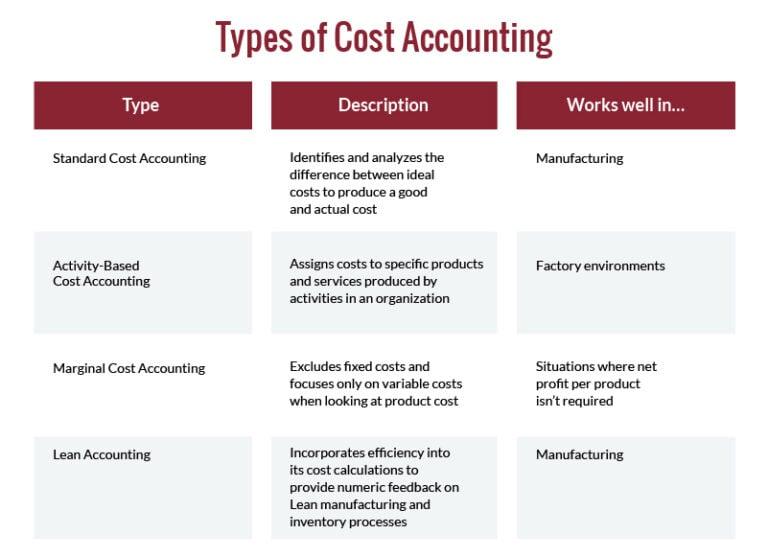 Types of Cost Accounting
Type
Description
Works well in...
Standard Cost Accounting
Identifies and analyzes the
difference between ideal
costs to produce a good
and actual cost
Manufacturing
Activity-Based
Cost Accounting
Assigns costs to specific products
and services produced by
activities in an organization
Factory environments
Marginal Cost Accounting
Excludes fixed costs and
focuses only on variable costs
when looking at product cost
Situations where net
profit per product
isn’t required
Lean Accounting
Incorporates efficiency into
its cost calculations to
provide numeric feedback on
Lean manufacturing and
inventory processes
Manufacturing